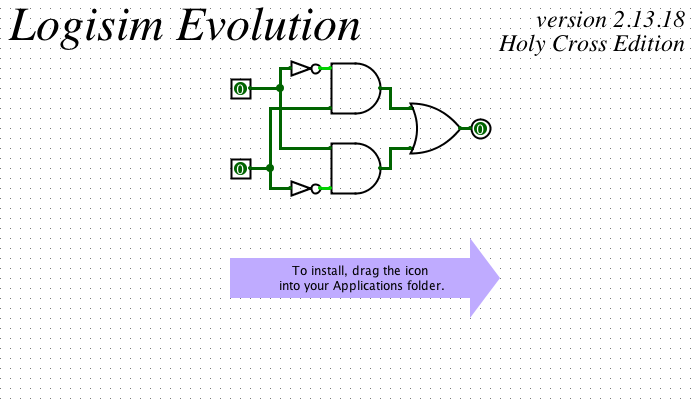 Logisim Evolution
version 2.13.18
Holy Cross Edition
0
0
0
To install, drag the icon
into your Applications folder.